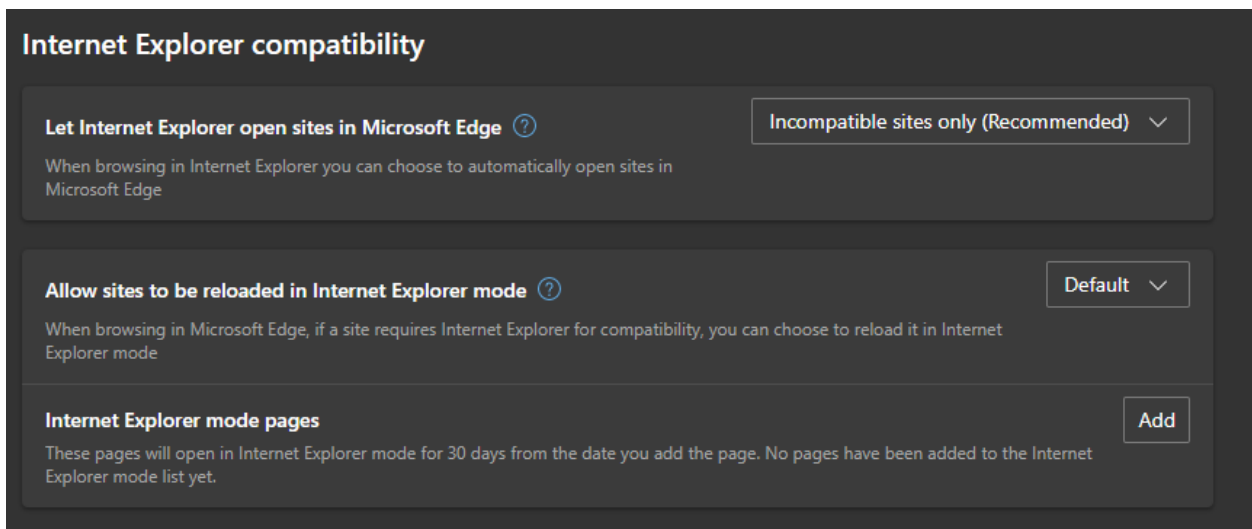 Internet Explorer compatibility
Let Internet Explorer open sites in Microsoft Edge
Incompatible sites only (Recommended)
When browsing in Internet Explorer you can choose to automatically open sites in
Microsoft Edge
Allow sites to be reloaded in Internet Explorer mode
Default
When browsing in Microsoft Edge, if a site requires Internet Explorer for compatibility, you can choose to reload it in Internet
Explorer mode
Internet Explorer mode pages
Add
These pages will open in Internet Explorer mode for 30 days from the date you add the page. No pages have been added to the Internet
Explorer mode list yet.